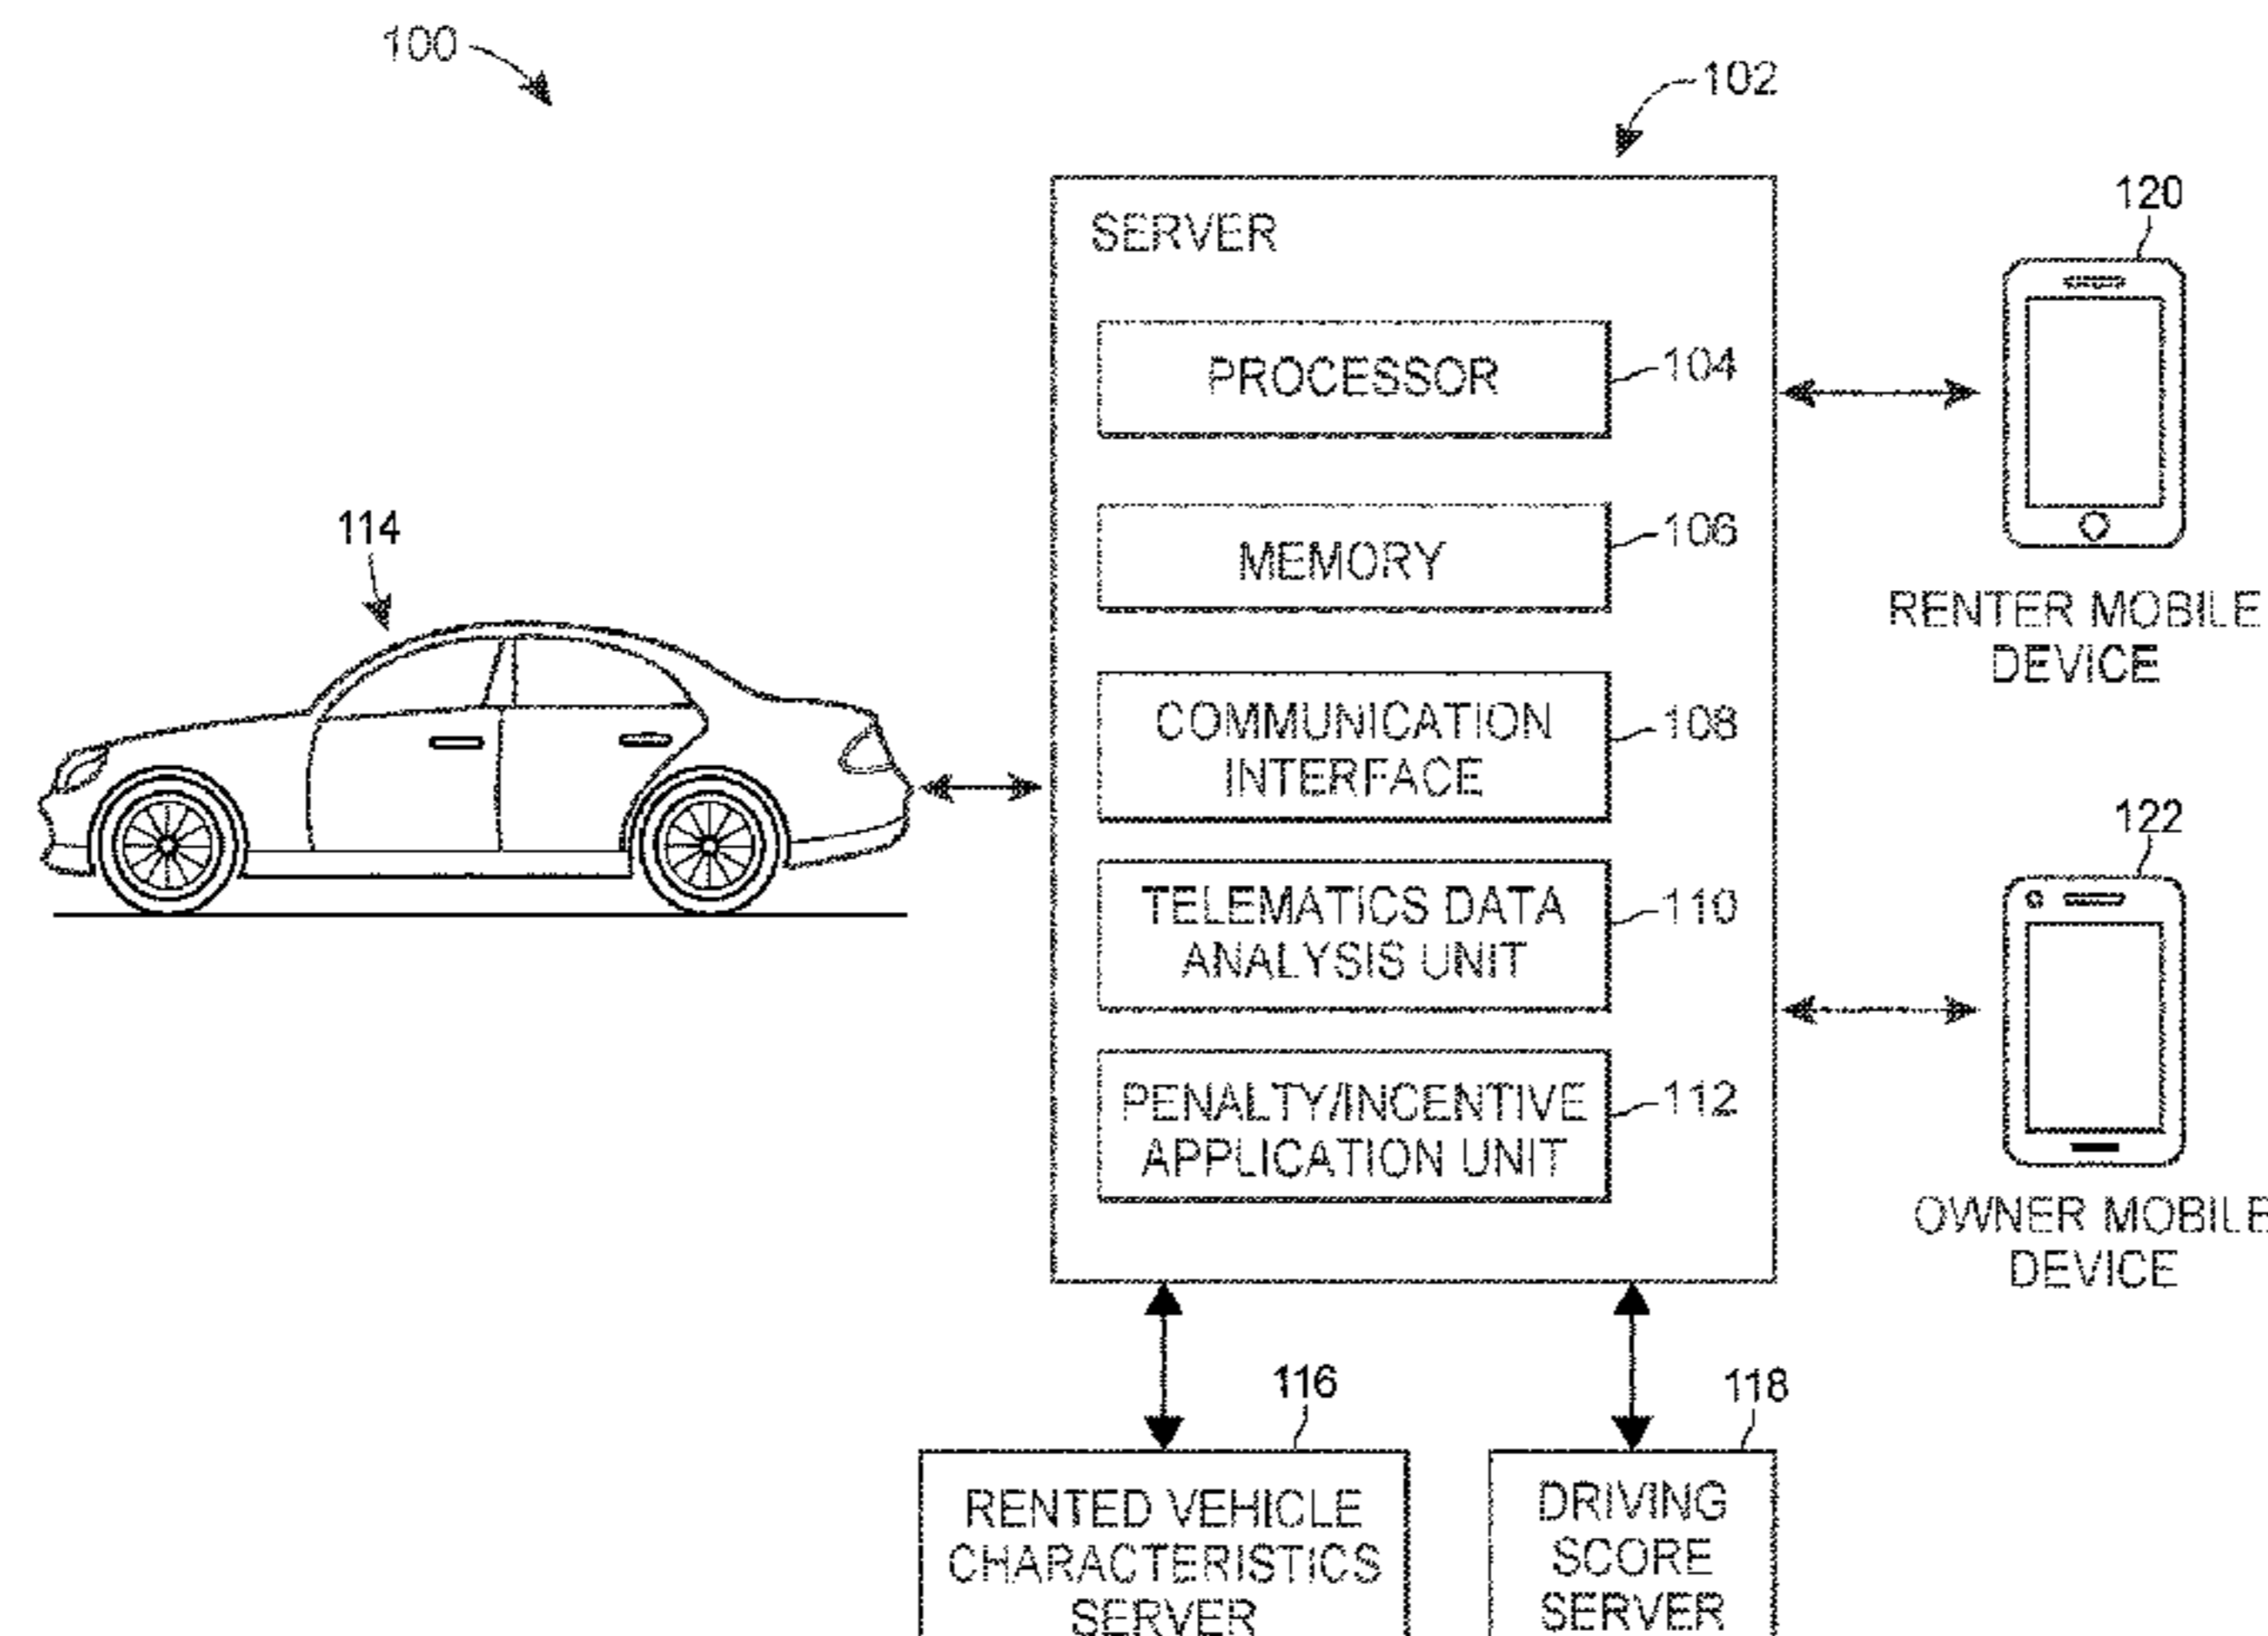 100
102
SERVER
120
PROCESSOR
104
114
MEMORY
106
RENTER MOBILE
DEVICE
COMMUNICATION
INTERFACE
108
122
TELEMATICS DATA
ANALYSIS UNIT
110
PENALTY/INCENTIVE
APPLICATION UNIT
112
OWNER MOBILE
DEVICE
116
118
RENTED VEHICLE
CHARACTERISTICS
SERVER
DRIVING
SCORE
SERVER